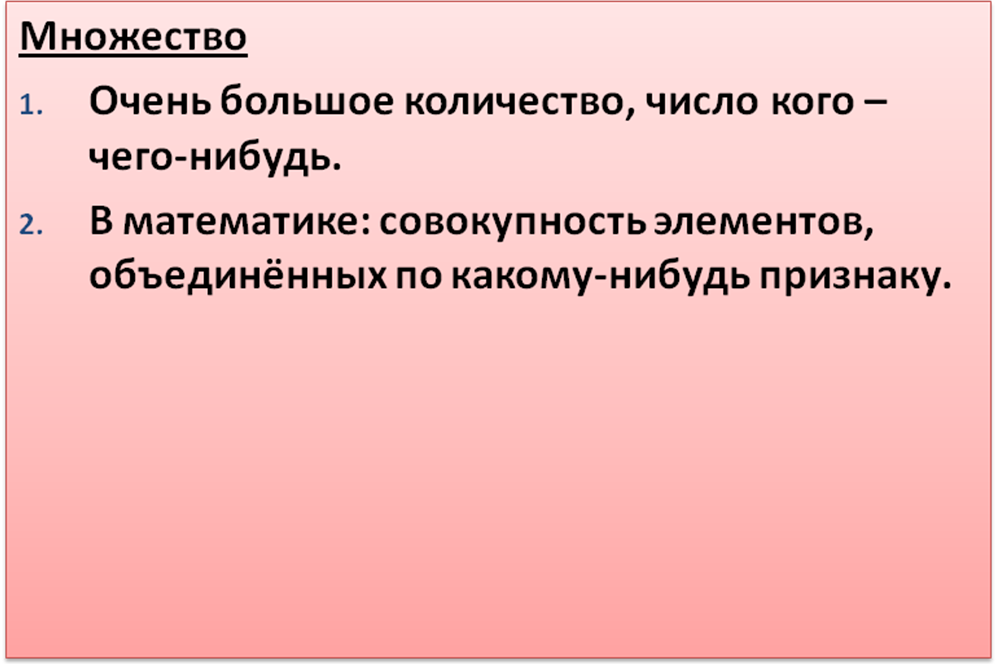 Множество
1. Очень большое количество, число кого –
чего-нибудь.
2. В математике: совокупность элементов,
объединённых по какому-нибудь признаку.